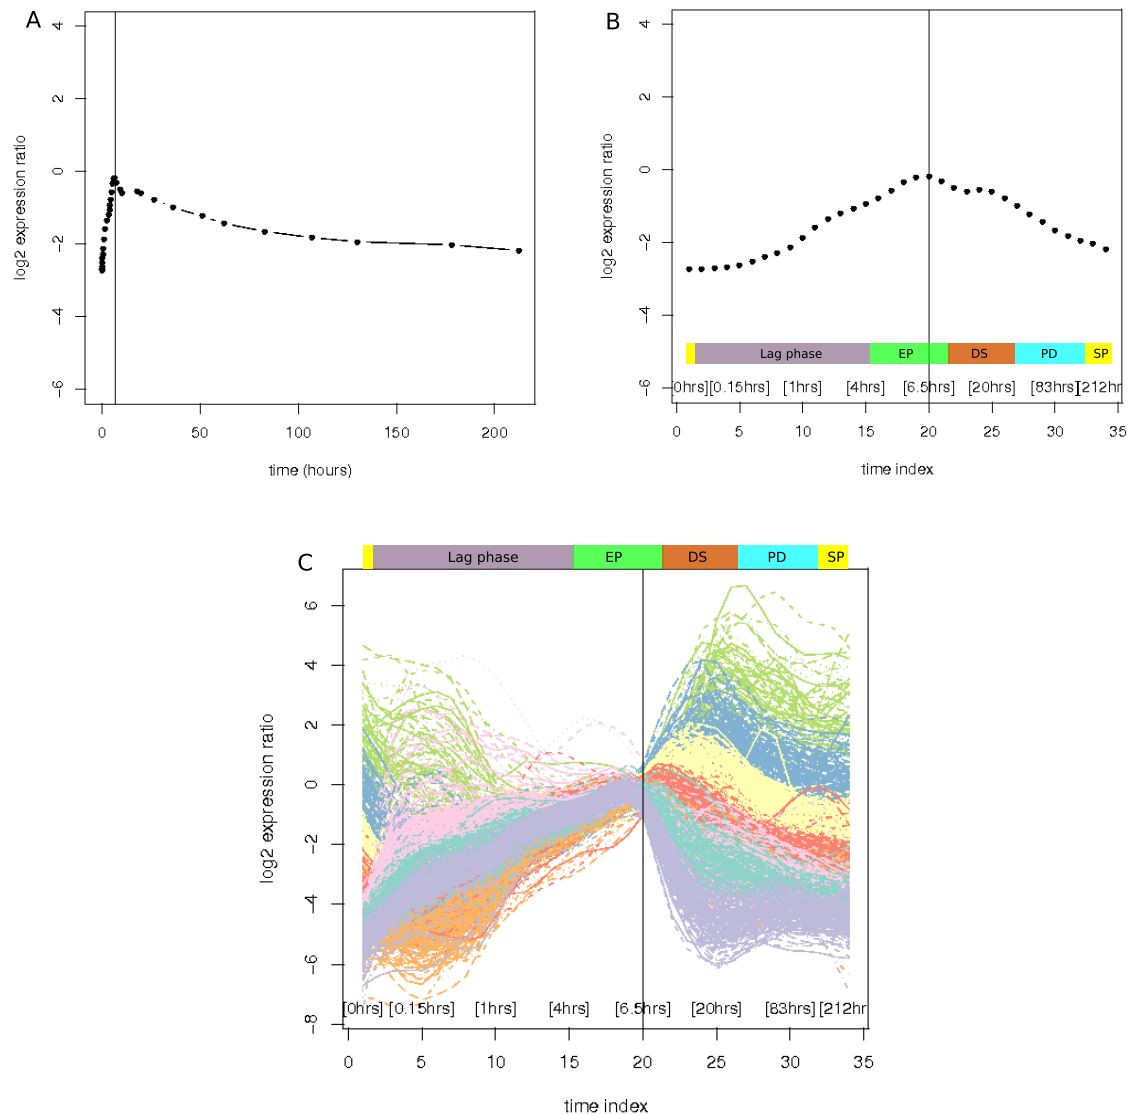 A
4
2
0
−2
−4
−6
log2 expression ratio
0 50 100 150 200
time (hours)
B
4
2
0
−2
−4
−6
log2 expression ratio
Lag phase EP DS PD SP
0hrs] [0.15hrs] [1hrs] [4hrs] [6.5hrs] [20hrs] [83hrs] [212hr
0 5 10 15 20 25 30 35
time index
C
Lag phase EP DS PD SP
6
4
2
0
−2
−4
−6
−8
log2 expression ratio
[0hrs] [0.15hrs] [1hrs] [4hrs] [6.5hrs] [20hrs] [83hrs] [212hr
0 5 10 15 20 25 30 35
time index